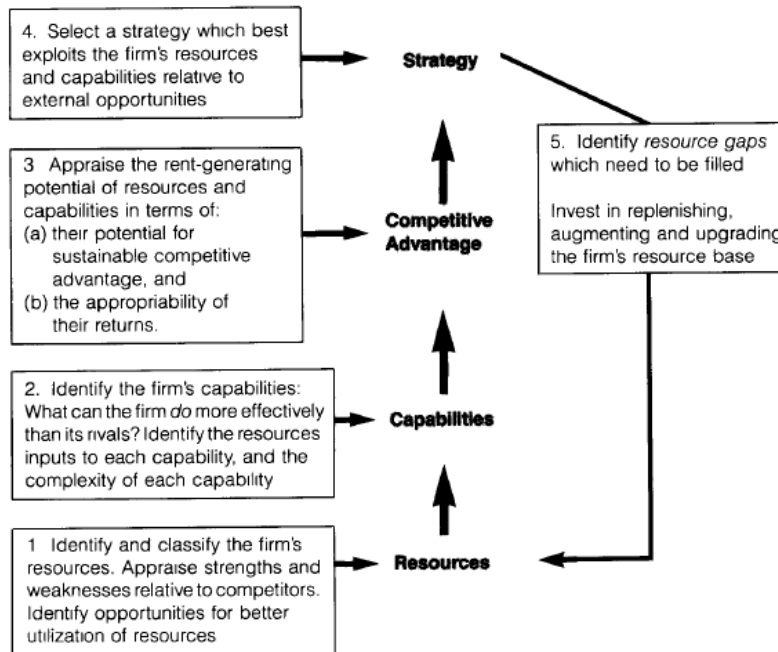 4. Select a strategy which best
exploits the firm's resources
and capabilities relative to
external opportunities
Strategy
5. Identify resource gaps
which need to be filled
Invest in replenishing,
augmenting and upgrading
the firm's resource base
3 Appraise the rent-generating
potential of resources and
capabilities in terms of:
(a) their potential for
sustainable competitive
advantage, and
(b) the appropriability of
their returns.
Competitive
Advantage
2. Identify the firm's capabilities:
What can the firm do more effectively
than its rivals? Identify the resources
inputs to each capability, and the
complexity of each capability
Capabilities
1 Identify and classify the firm's
resources. Appraise strengths and
weaknesses relative to competitors.
Identify opportunities for better
utilization of resources
Resources